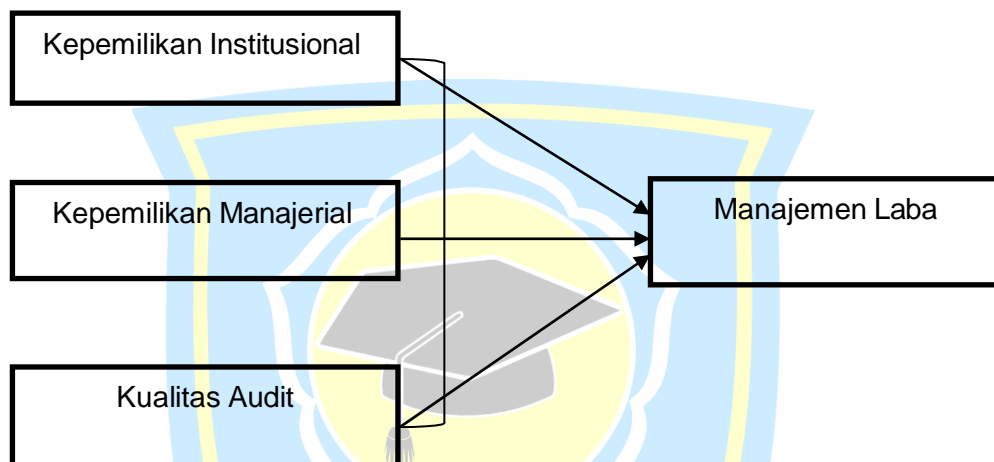 Kepemilikan Institusional
Kepemilikan Manajerial
Manajemen Laba
Kualitas Audit